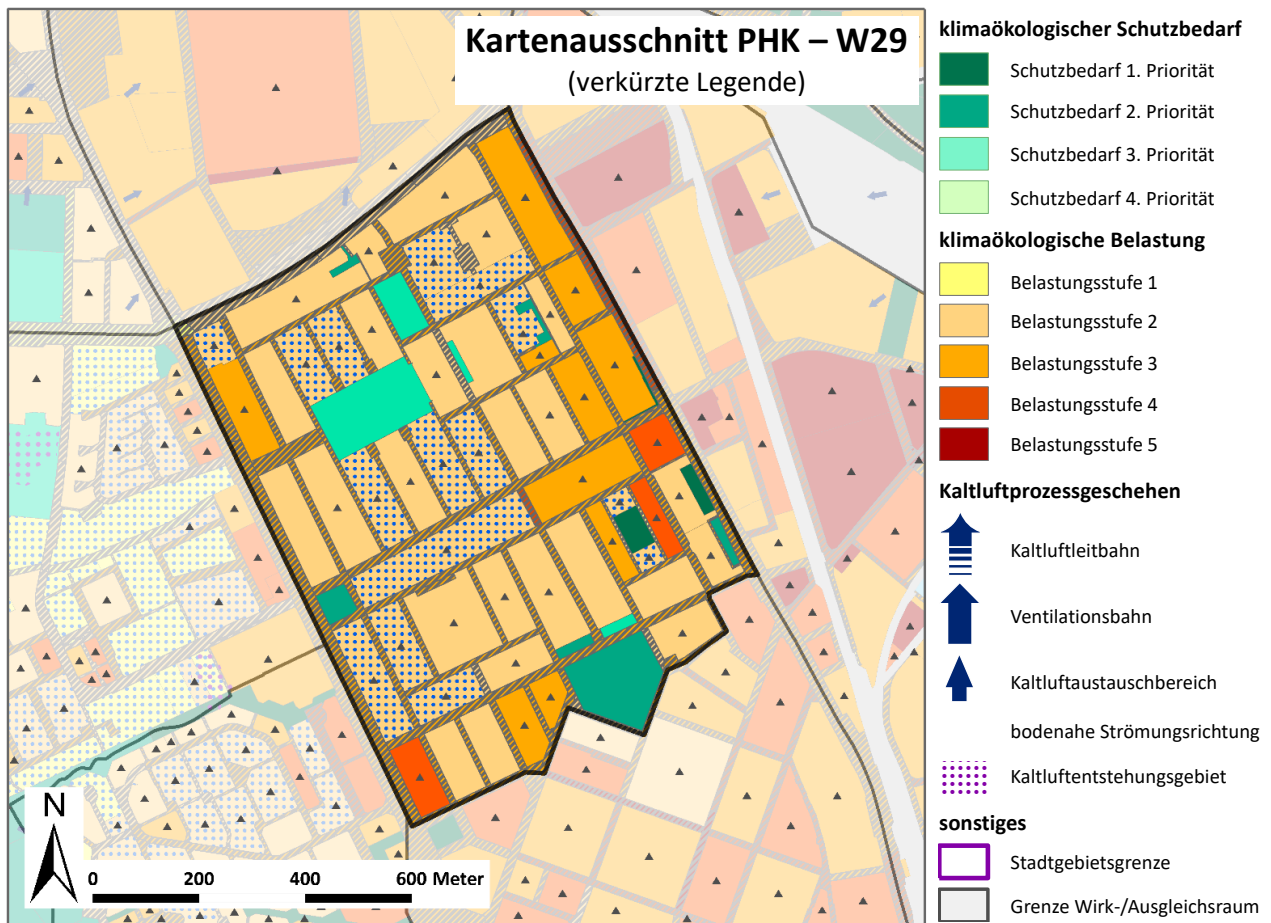 Kartenausschnitt PHK – W29
(verkürzte Legende)
klimaökologischer Schutzbedarf
Schutzbedarf 1. Priorität
Schutzbedarf 2. Priorität
Schutzbedarf 3. Priorität
Schutzbedarf 4. Priorität
klimaökologische Belastung
Belastungsstufe 1
Belastungsstufe 2
Belastungsstufe 3
Belastungsstufe 4
Belastungsstufe 5
Kaltluftprozessgeschehen
Kaltluftleitbahn
Ventilationsbahn
Kaltluftaustauschbereich
bodennahe Strömungsrichtung
Kaltluftentstehungsgebiet
sonstiges
Stadtgebietsgrenze
Grenze Wirk-/Ausgleichsraum
N
0 200 400 600 Meter